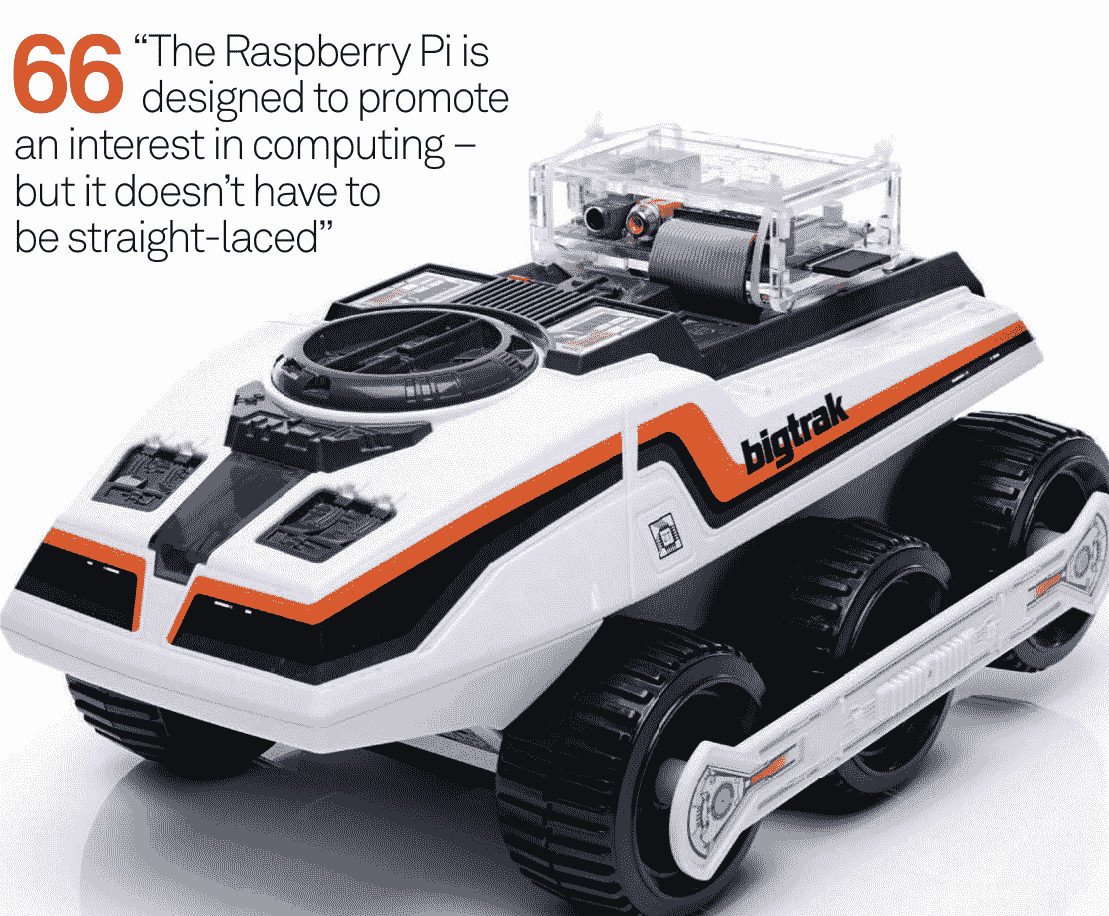 66 “The Raspberry Pi is
designed to promote
an interest in computing –
but it doesn’t have to
be straight-laced”
bigtrak